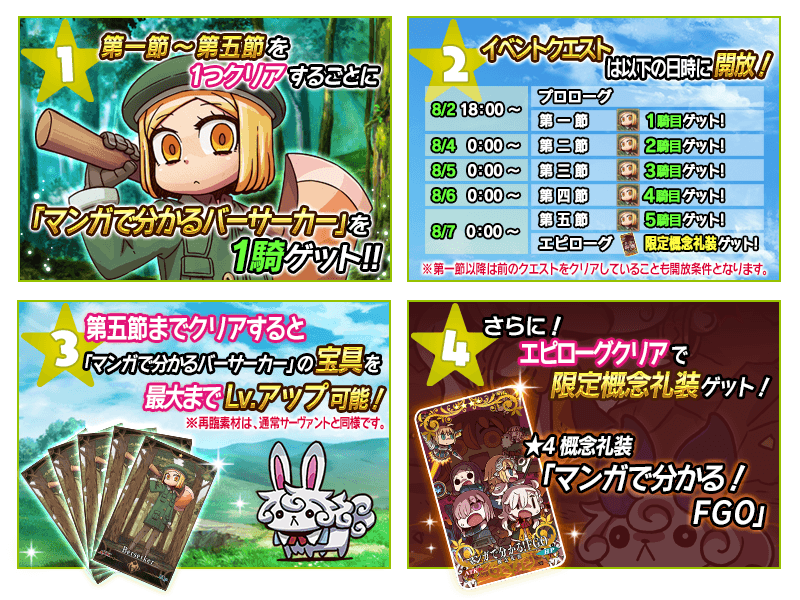 1
第一節～第五節を
1つクリアするごとに
「マンガで分かるバーサーカー」を
1騎ゲット!!
2
イベントクエスト
は以下の日時に開放！
8/2 18:00～
プロローグ
第一節 1騎目ゲット!
8/4 0:00～ 第二節 2騎目ゲット!
8/5 0:00～ 第三節 3騎目ゲット!
8/6 0:00～ 第四節 4騎目ゲット!
8/7 0:00～
第五節 5騎目ゲット!
エピローグ 限定概念礼装ゲット!
※第一節以降は前のクエストをクリアしていることも開放条件となります。
3
第五節までクリアすると
「マンガで分かるバーサーカー」の宝具を
最大までLv.アップ可能！
※再臨素材は、通常サーヴァントと同様です。
Berserker
4
さらに！
エピローグクリアで
限定概念礼装ゲット！
★4 概念礼装
「マンガで分かる！
FGO」
マンガで分かる！FGO